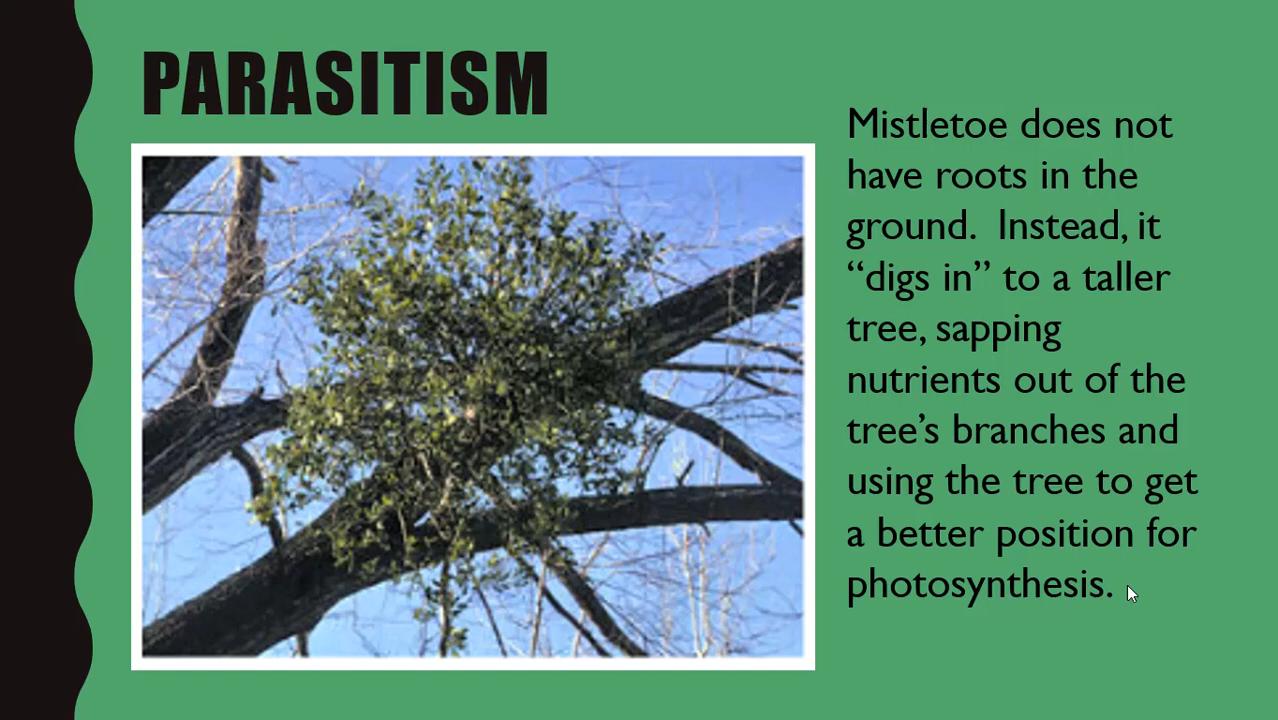 PARASITISM
Mistletoe does not
have roots in the
ground.  Instead, it
“digs in” to a taller
tree, sapping
nutrients out of the
tree’s branches and
using the tree to get
a better position for
photosynthesis.